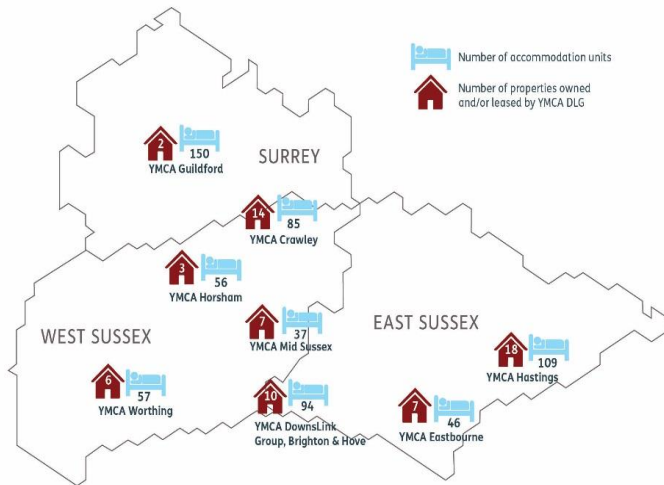 Number of accommodation units
Number of properties owned
and/or leased by YMCA DLG
2
150
YMCA Guildford
SURREY
14
85
YMCA Crawley
3
56
YMCA Horsham
7
37
YMCA Mid Sussex
WEST SUSSEX
EAST SUSSEX
18
109
YMCA Hastings
6
57
YMCA Worthing
10
94
YMCA DownsLink
Group, Brighton & Hove
7
46
YMCA Eastbourne